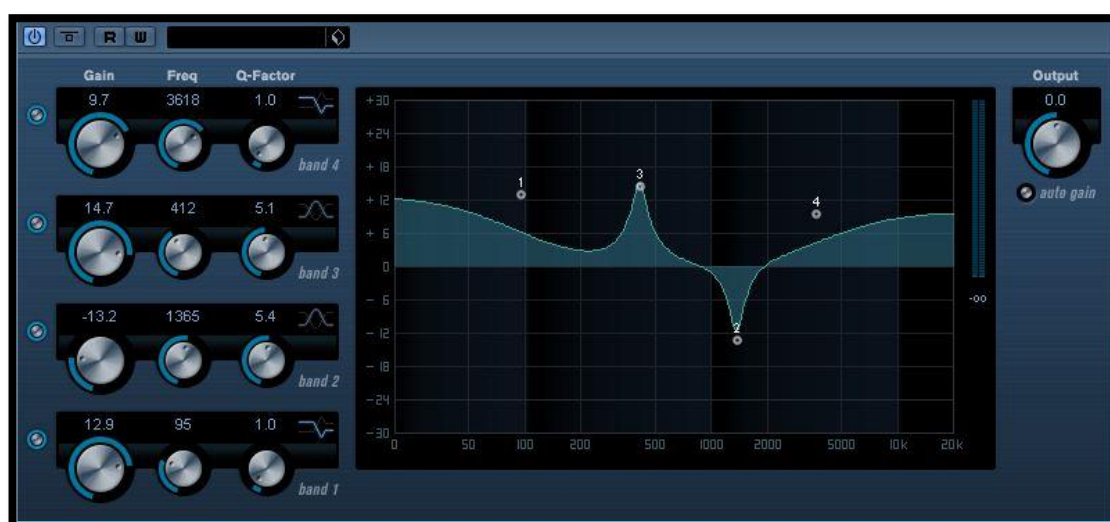 R W
Gain Freq Q-Factor
9.7 3618 1.0
band 4
14.7 412 5.1
band 3
-13.2 1365 5.4
band 2
12.9 95 1.0
band 1
+30
+24
+18
+12
+6
0
-6
-12
-18
-24
-30
0 50 100 200 500 1000 2000 5000 10k 20k
1
3
4
2
-oo
Output
0.0
auto gain